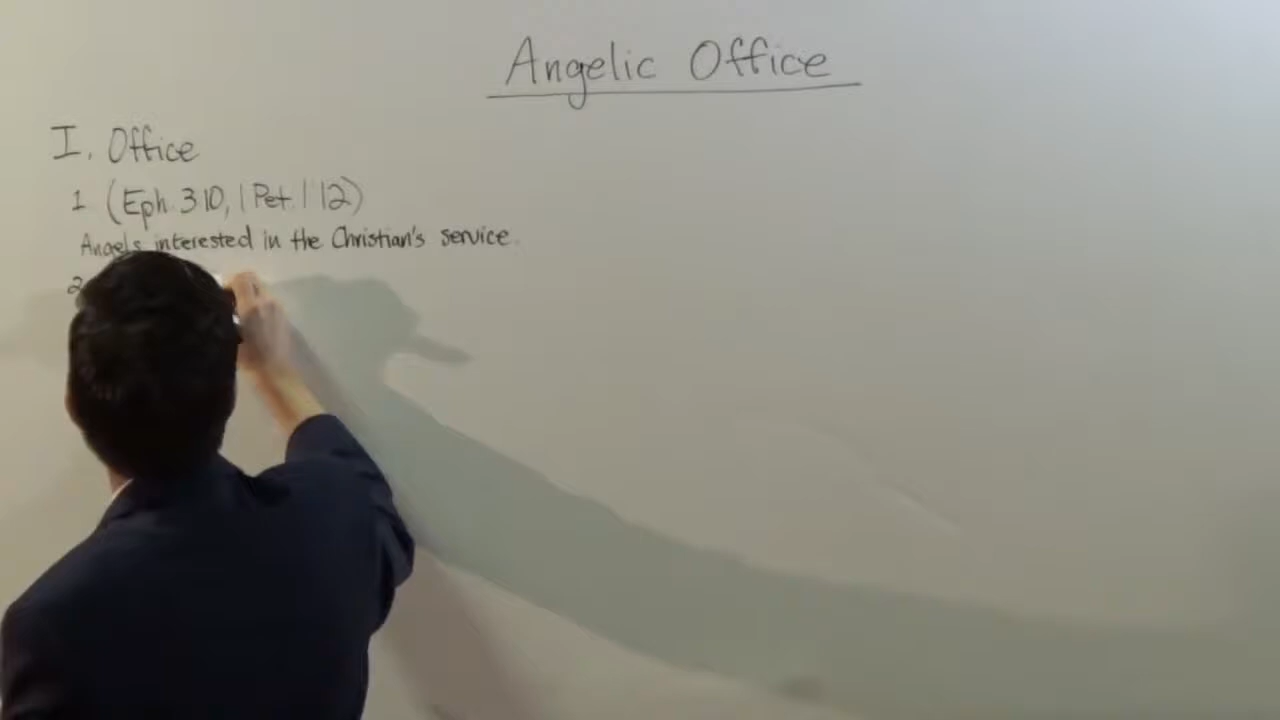 Angelic Office
I. Office
1 (Eph. 3 10, 1 Pet. 1 12)
Angels interested in the Christian's service.
2